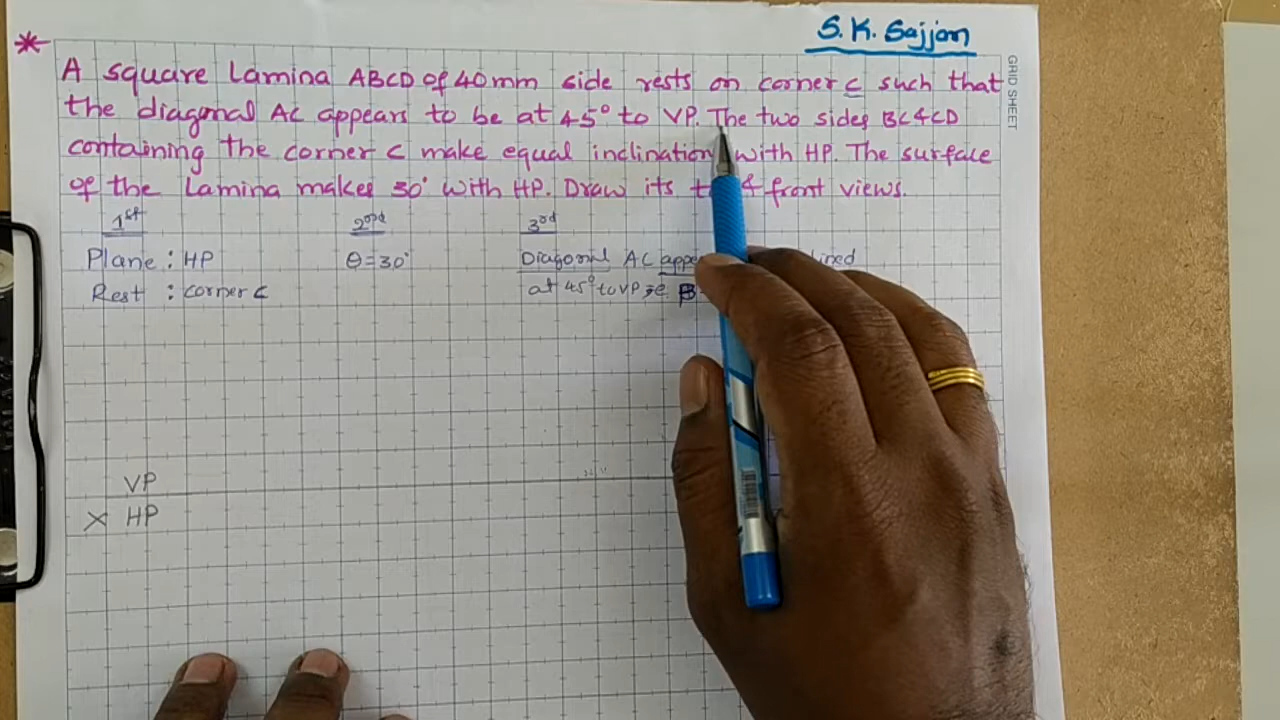 S. K. Sajjan
GRID SHEET
* A square Lamina ABCD of 40mm side rests on corner C such that
the diagonal AC appears to be at 45° to VP. The two sides BC & CD
containing the corner C make equal inclination with HP. The surface
of the Lamina makes 30° with HP. Draw its & front views.
1st 2nd 3rd
Plane : HP θ=30° Diagonal AC
Rest : corner C at 45° to VP
VP
X HP